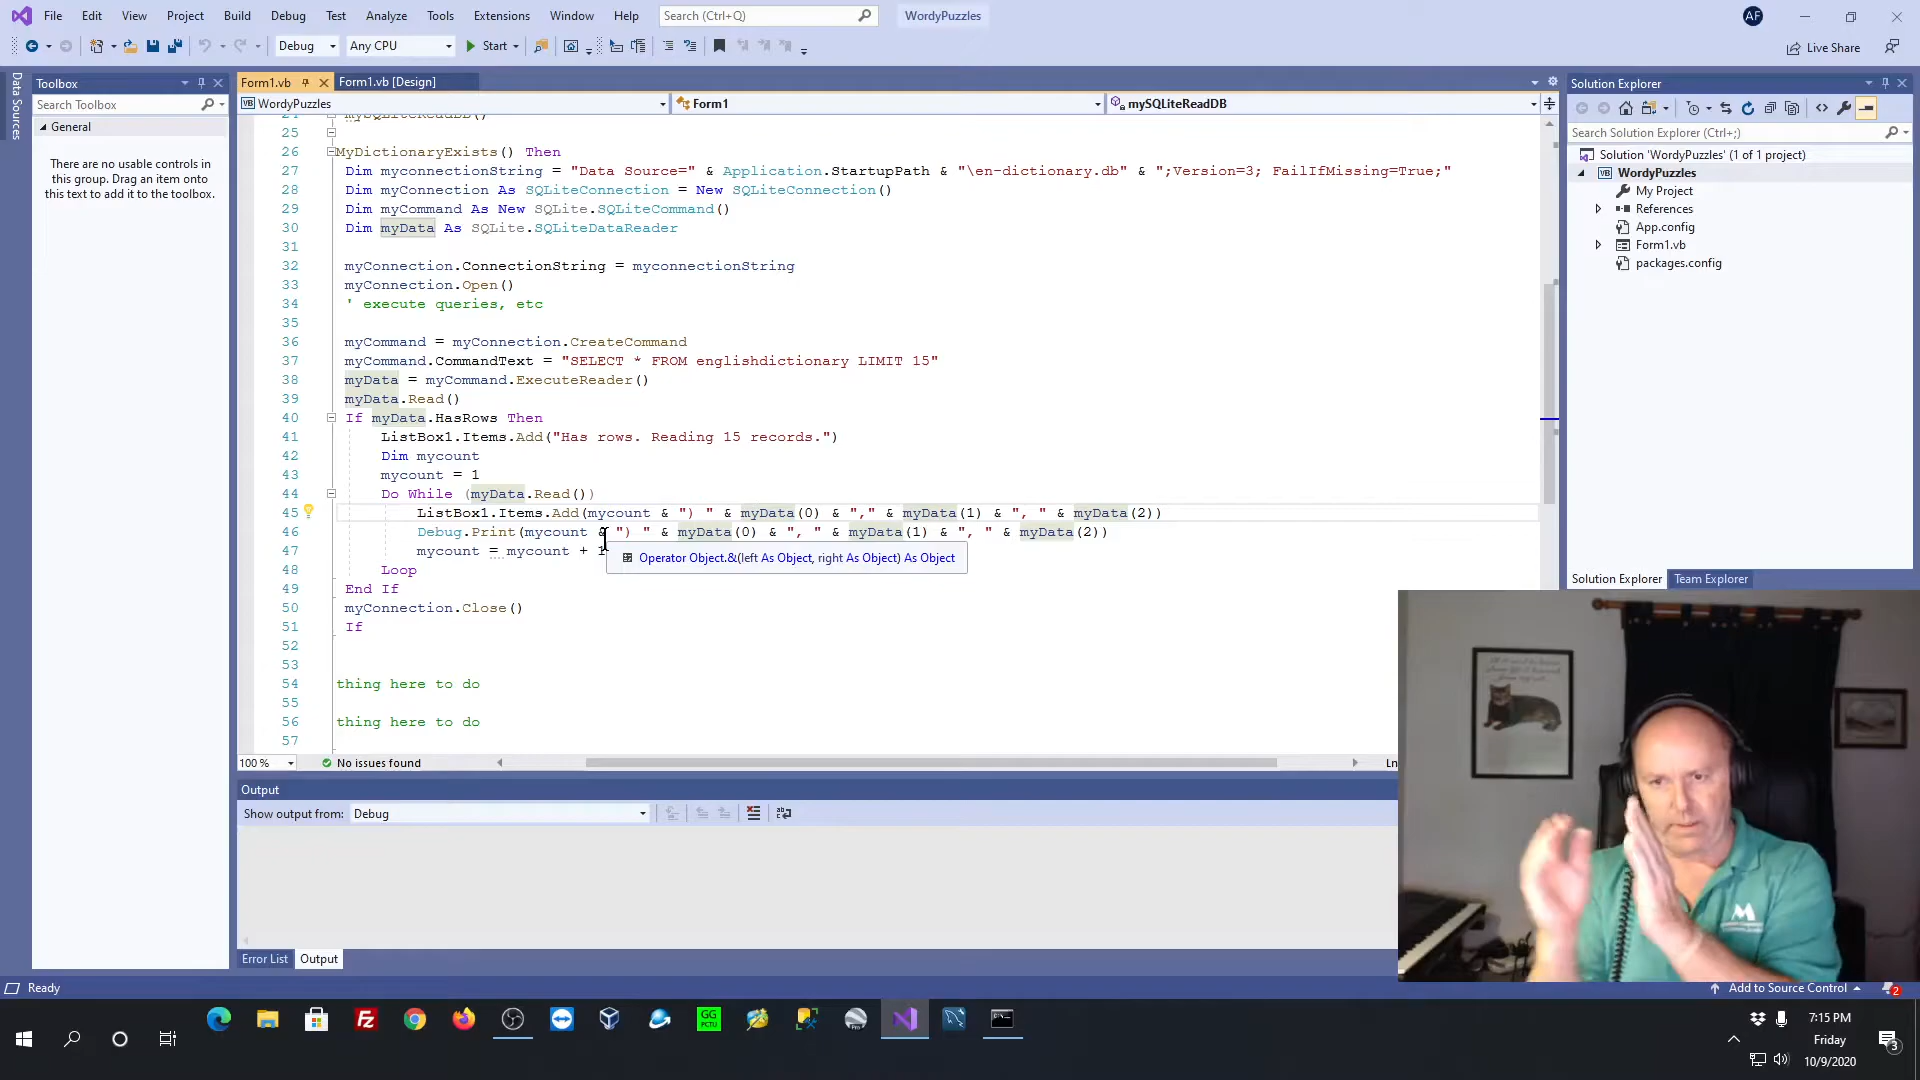 File Edit View Project Build Debug Test Analyze Tools Extensions Window Help Search (Ctrl+Q) WordyPuzzles AF
Debug Any CPU Start Live Share
Data Sources
Toolbox
Search Toolbox
General
There are no usable controls in
this group. Drag an item onto
this text to add it to the toolbox.
Form1.vb Form1.vb [Design]
WordyPuzzles Form1 mySQLiteReadDB
24 mySQLiteReadDB()
25
26 MyDictionaryExists() Then
27 Dim myconnectionString = "Data Source=" & Application.StartupPath & "\en-dictionary.db" & ";Version=3; FailIfMissing=True;"
28 Dim myConnection As SQLiteConnection = New SQLiteConnection()
29 Dim myCommand As New SQLite.SQLiteCommand()
30 Dim myData As SQLite.SQLiteDataReader
31
32 myConnection.ConnectionString = myconnectionString
33 myConnection.Open()
34 ' execute queries, etc
35
36 myCommand = myConnection.CreateCommand
37 myCommand.CommandText = "SELECT * FROM englishdictionary LIMIT 15"
38 myData = myCommand.ExecuteReader()
39 myData.Read()
40 If myData.HasRows Then
41 ListBox1.Items.Add("Has rows. Reading 15 records.")
42 Dim mycount
43 mycount = 1
44 Do While (myData.Read())
45 ListBox1.Items.Add(mycount & ") " & myData(0) & "," & myData(1) & ", " & myData(2))
46 Debug.Print(mycount & ") " & myData(0) & ", " & myData(1) & ", " & myData(2))
47 mycount = mycount + 1
Operator Object.&(left As Object, right As Object) As Object
48 Loop
49 End If
50 myConnection.Close()
51 If
52
53
54 thing here to do
55
56 thing here to do
57
100 % No issues found Ln
Output
Show output from: Debug
Error List Output
Solution Explorer
Search Solution Explorer (Ctrl+;)
Solution 'WordyPuzzles' (1 of 1 project)
VB WordyPuzzles
My Project
References
App.config
Form1.vb
packages.config
Solution Explorer Team Explorer
Ready Add to Source Control 2
GG
PCTU
7:15 PM
Friday
10/9/2020
3